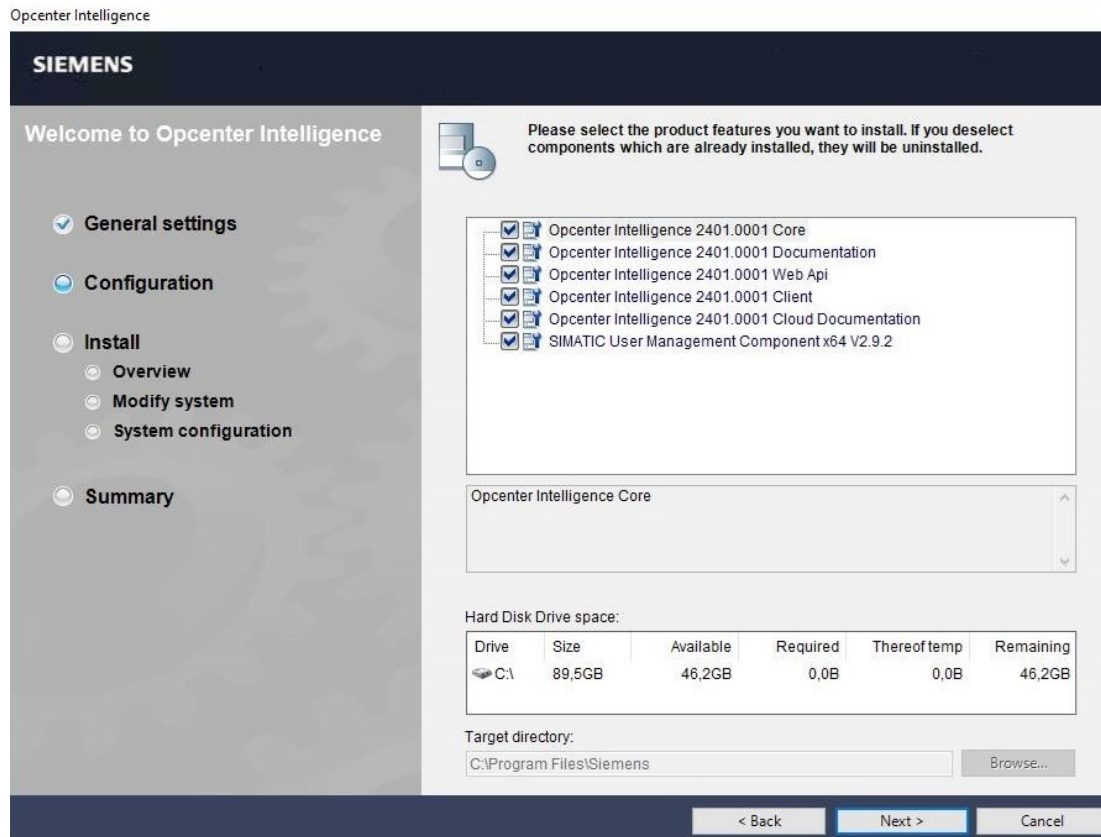 Opcenter Intelligence
SIEMENS
Welcome to Opcenter Intelligence
General settings
Configuration
Install
Overview
Modify system
System configuration
Summary
Please select the product features you want to install. If you deselect
components which are already installed, they will be uninstalled.
Opcenter Intelligence 2401.0001 Core
Opcenter Intelligence 2401.0001 Documentation
Opcenter Intelligence 2401.0001 Web Api
Opcenter Intelligence 2401.0001 Client
Opcenter Intelligence 2401.0001 Cloud Documentation
SIMATIC User Management Component x64 V2.9.2
Opcenter Intelligence Core
Hard Disk Drive space:
Drive Size Available Required Thereof temp Remaining
C:\ 89,5GB 46,2GB 0,0B 0,0B 46,2GB
Target directory:
C:\Program Files\Siemens Browse...
< Back Next > Cancel